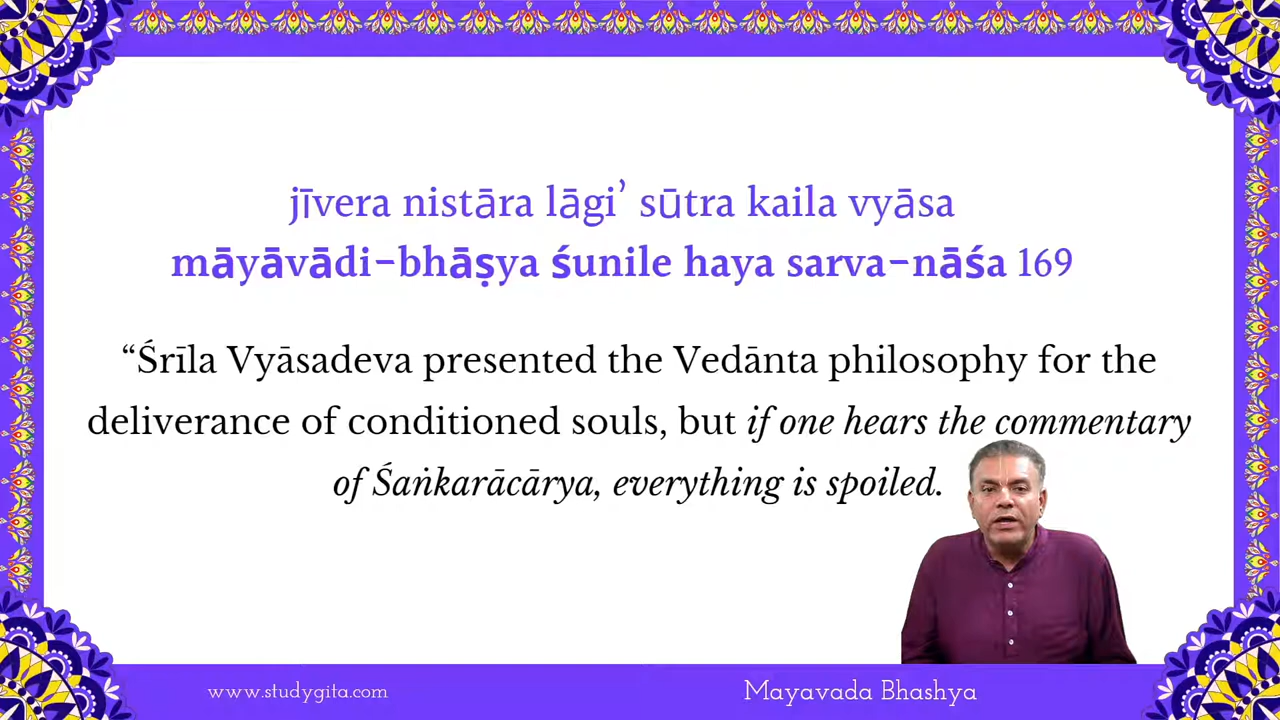 jīvera nistāra lāgi’ sūtra kaila vyāsa
māyāvādi-bhāṣya śunile haya sarva-nāśa 169
“Śrīla Vyāsadeva presented the Vedānta philosophy for the
deliverance of conditioned souls, but if one hears the commentary
of Śaṅkarācārya, everything is spoiled.
www.studygita.com
Mayavada Bhashya